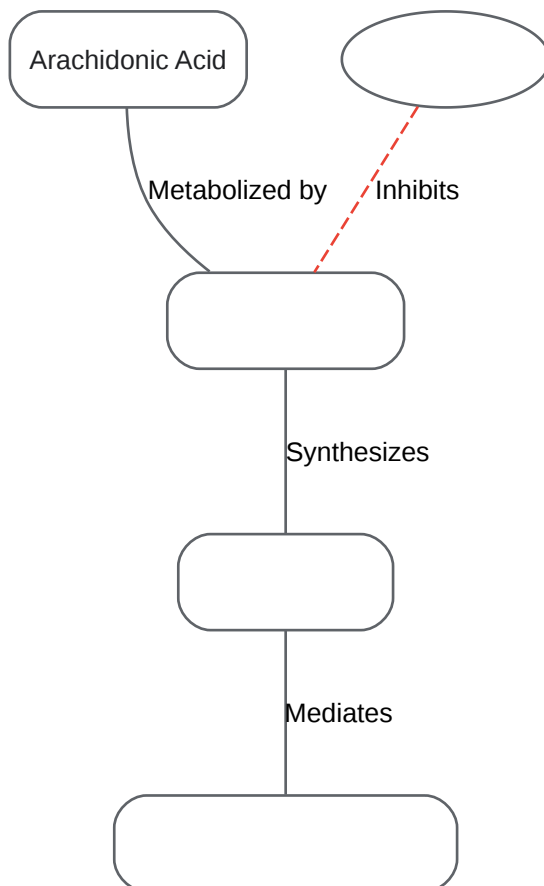 Arachidonic Acid
Metabolized by
Inhibits
Synthesizes
Mediates